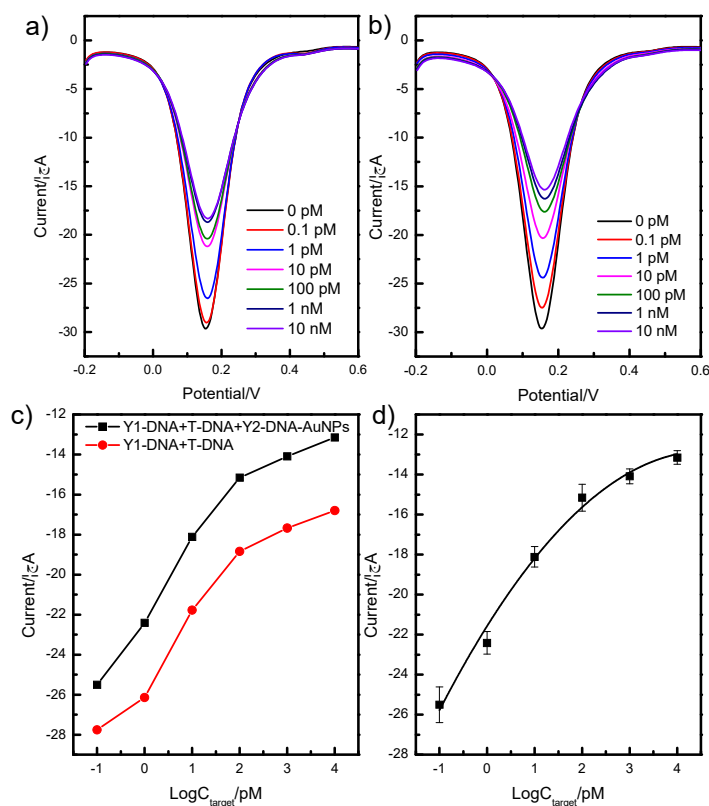 a)
0
-5
-10
-15
-20
-25
-30
Current/
0 pM
0.1 pM
1 pM
10 pM
100 pM
1 nM
10 nM
-0.2
0.0
0.2
0.4
0.6
Potential/V
b)
0
-5
-10
-15
-20
-25
-30
Current/
0 pM
0.1 pM
1 pM
10 pM
100 pM
1 nM
10 nM
-0.2
0.0
0.2
0.4
0.6
Potential/V
c)
-12
-14
-16
-18
-20
-22
-24
-26
-28
Current/
Y1-DNA+T-DNA+Y2-DNA-AuNPs
Y1-DNA+T-DNA
-1
0
1
2
3
4
LogC_target/pM
d)
-12
-14
-16
-18
-20
-22
-24
-26
-28
Current/
-1
0
1
2
3
4
LogC_target/pM